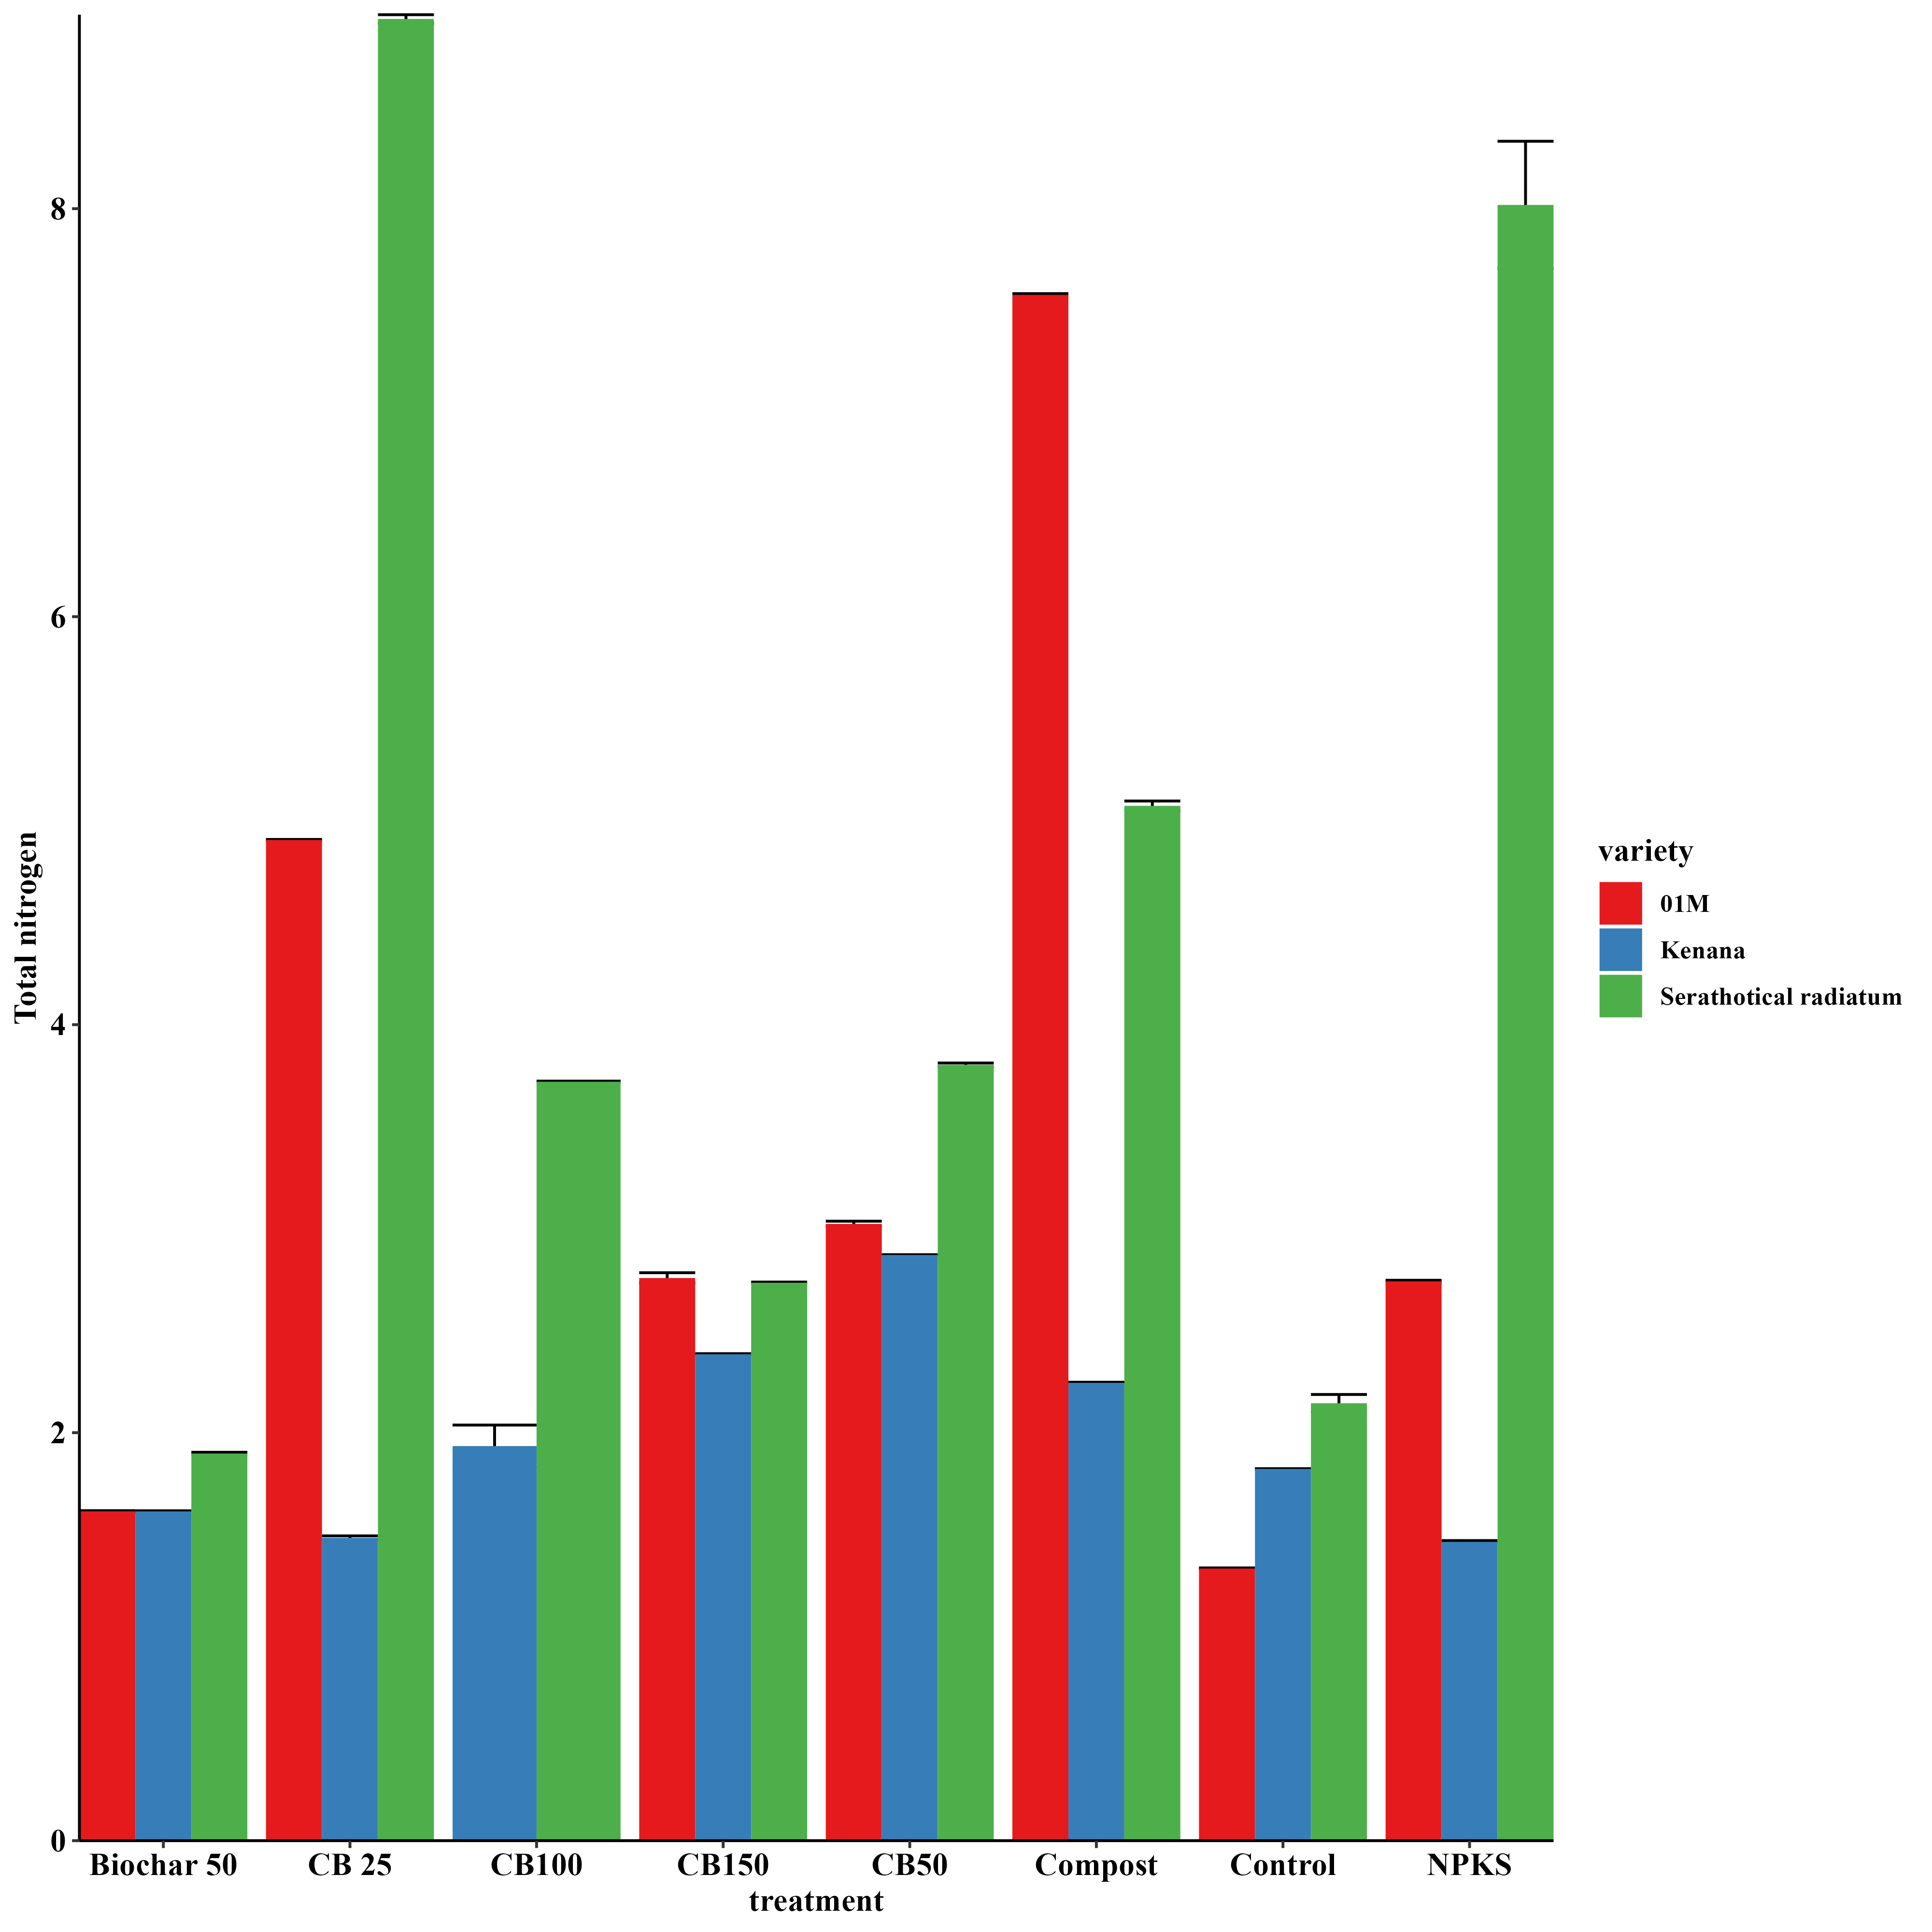 Total nitrogen
8
6
4
2
0
Biochar 50
CB 25
CB100
CB150
CB50
Compost
Control
NPKS
treatment
variety
01M
Kenana
Serathotical radiatum